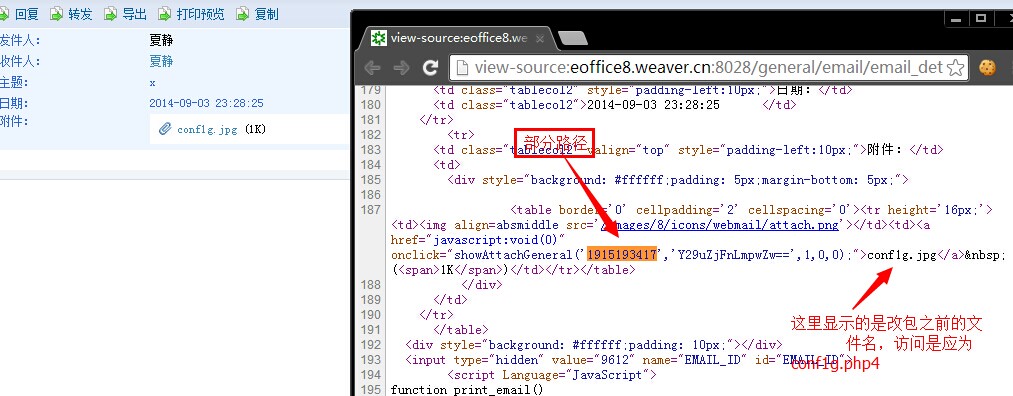 回复 转发 导出 打印预览 复制
发件人: 夏静
收件人: 夏静
主题: x
日期: 2014-09-03 23:28:25
附件: conf1g.jpg (1K)
view-source:eoffice8.we
view-source:eoffice8.weaver.cn:8028/general/email/email_det
179 <td class="tablecol2" style="padding-left:10px;">日期: </td>
180 <td class="tablecol2">2014-09-03 23:28:25 </td>
181 </tr>
182 <tr>
部分路径
183 <td class="tablecol2" valign="top" style="padding-left:10px;">附件: </td>
184 <td>
185 <div style="background: #ffffff;padding: 5px;margin-bottom: 5px;">
186
187 <table border='0' cellpadding='2' cellspacing='0'><tr height='16px;'>
<td><img align=absmiddle src='/images/8/icons/webmail/attach.png'></td><td><a
href="javascript:void(0)"
onclick="showAttachGeneral('1915193417','Y29uZjFnLmpwZw==',1,0,0);">conf1g.jpg</a>&nbsp;
(<span>1K</span>)</td></tr></table>
188 </div>
189 </td>
190 </tr>
191 </table>
192 <div style="background: #ffffff;padding: 10px;"></div>
193 <input type="hidden" value="9612" name="EMAIL_ID" id="EMAIL_ID">
194 <script Language="JavaScript">
195 function print_email()
这里显示的是改包之前的文
件名，访问是应为
conf1g.php4